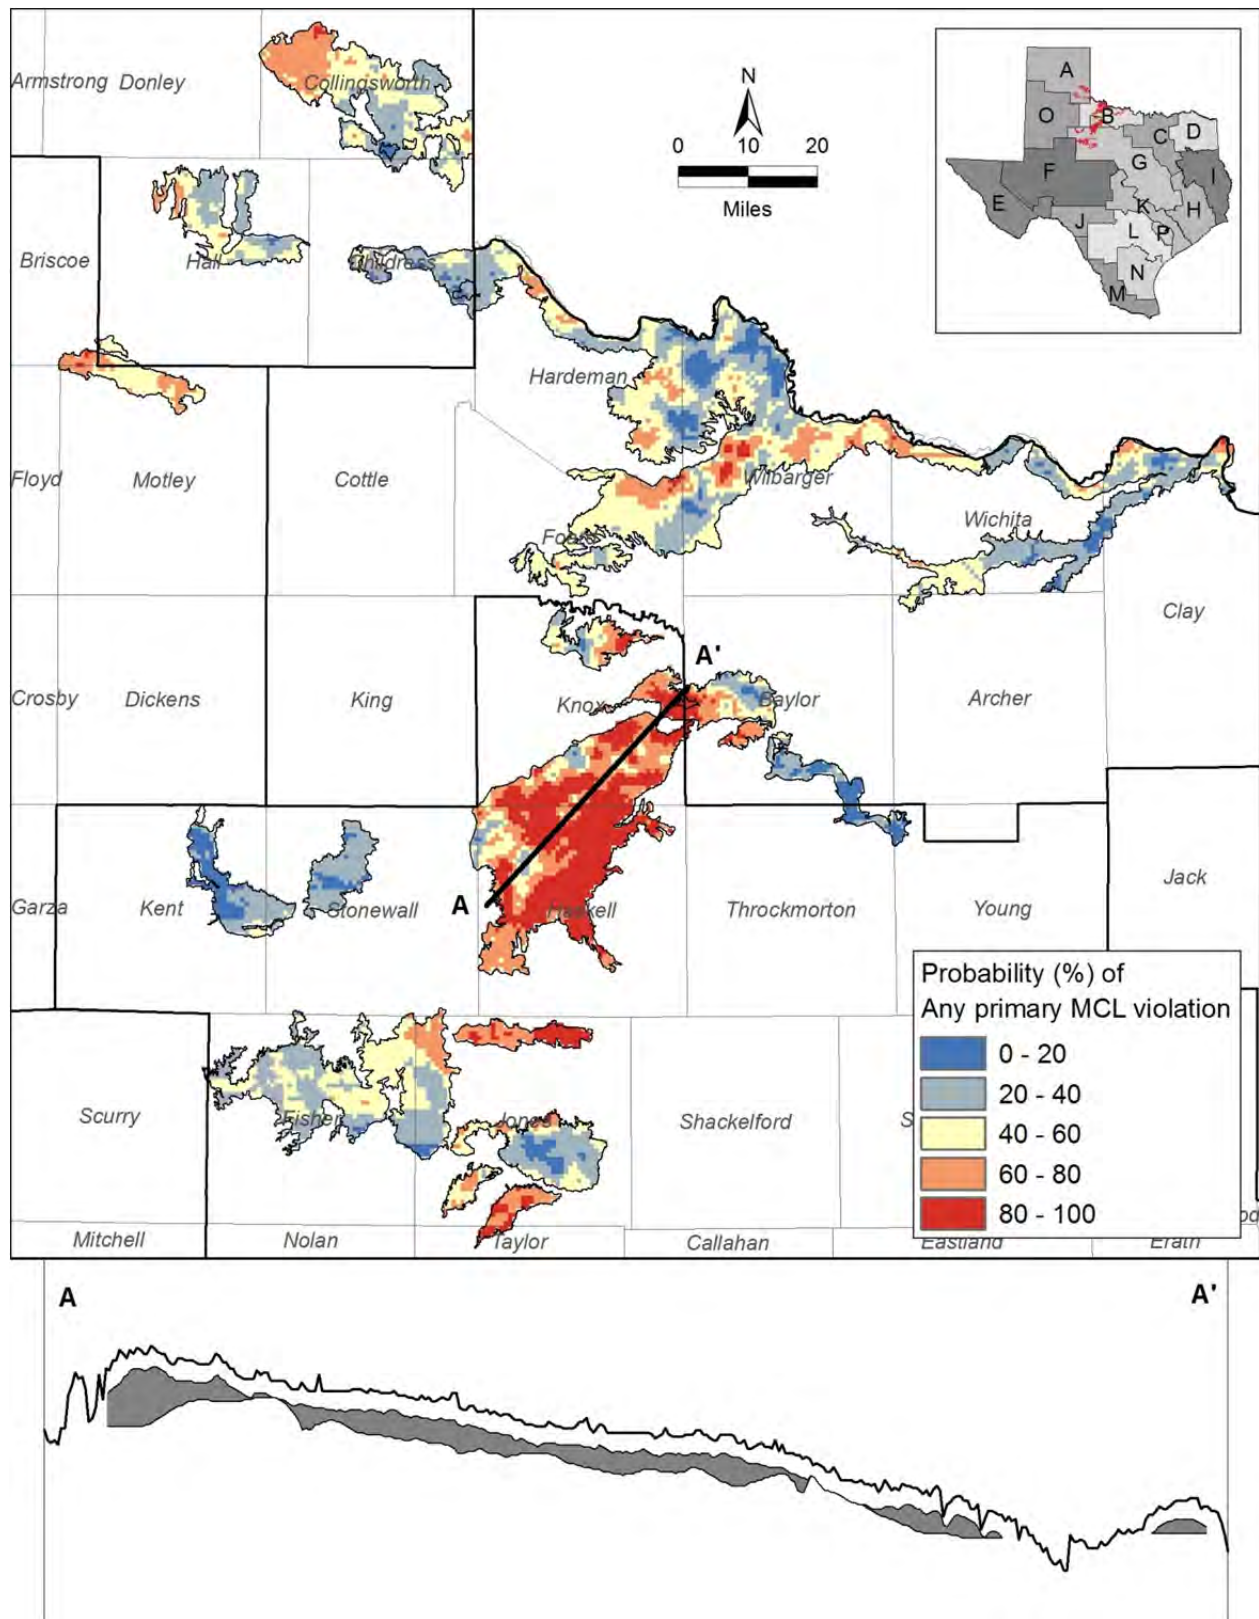 Armstrong Donley
Collingsworth
N
0 10 20
Miles
A
O
B
C
D
G
F
I
E
K
H
J
L
P
N
M
Briscoe
Hall
Childress
Hardeman
Floyd
Motley
Cottle
Wilbarger
Wichita
Foard
Clay
A'
Crosby
Dickens
King
Knox
Baylor
Archer
A
Garza
Kent
Stonewall
Haskell
Throckmorton
Young
Jack
Probability (%) of
Any primary MCL violation
0 - 20
20 - 40
40 - 60
60 - 80
80 - 100
Scurry
Fisher
Jones
Shackelford
S
Mitchell
Nolan
Taylor
Callahan
Eastland
Erath
A
A'